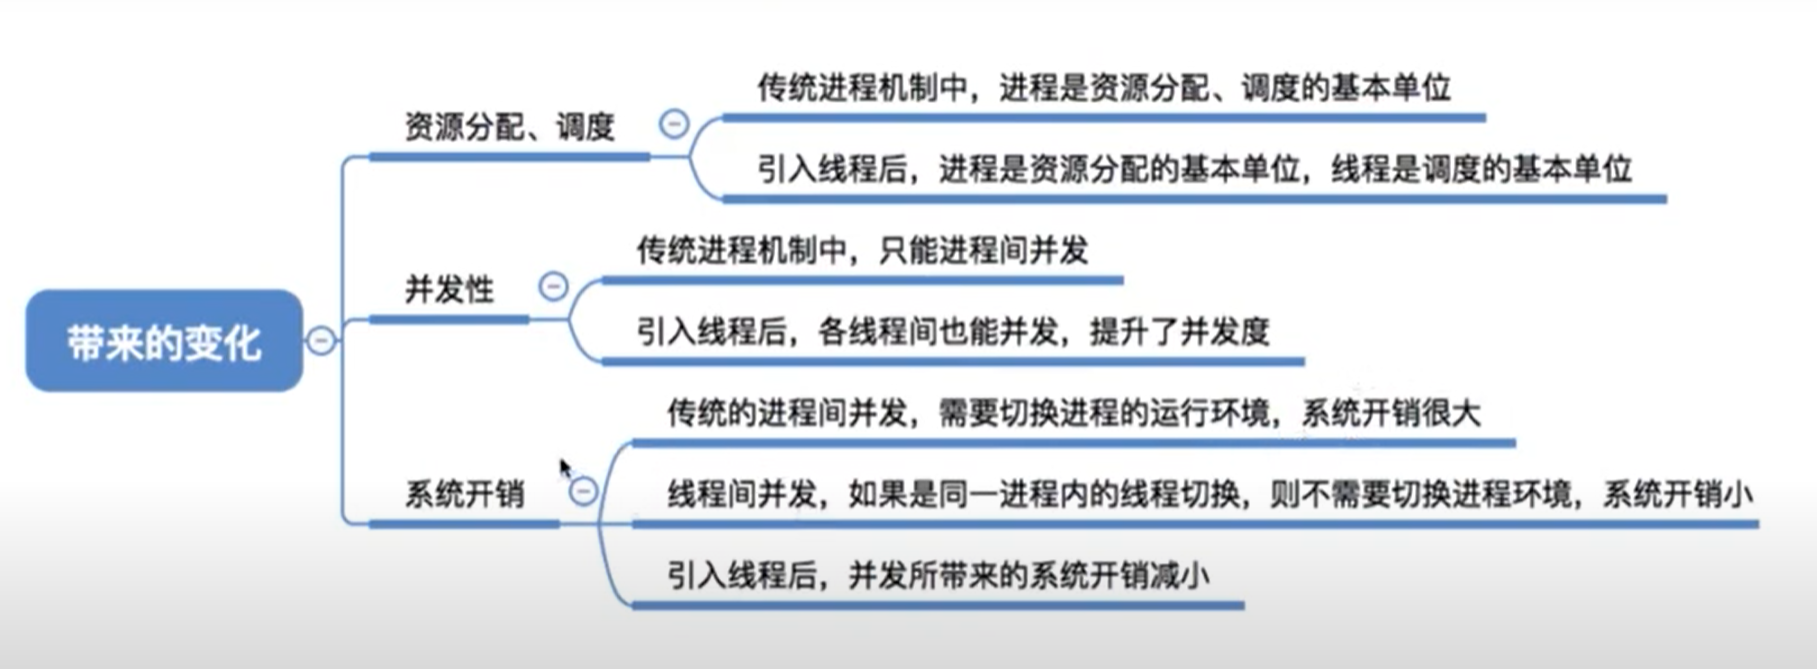 带来的变化
资源分配、调度
传统进程机制中，进程是资源分配、调度的基本单位
引入线程后，进程是资源分配的基本单位，线程是调度的基本单位
并发性
传统进程机制中，只能进程间并发
引入线程后，各线程间也能并发，提升了并发度
系统开销
传统的进程间并发，需要切换进程的运行环境，系统开销很大
线程间并发，如果是同一进程内的线程切换，则不需要切换进程环境，系统开销小
引入线程后，并发所带来的系统开销减小